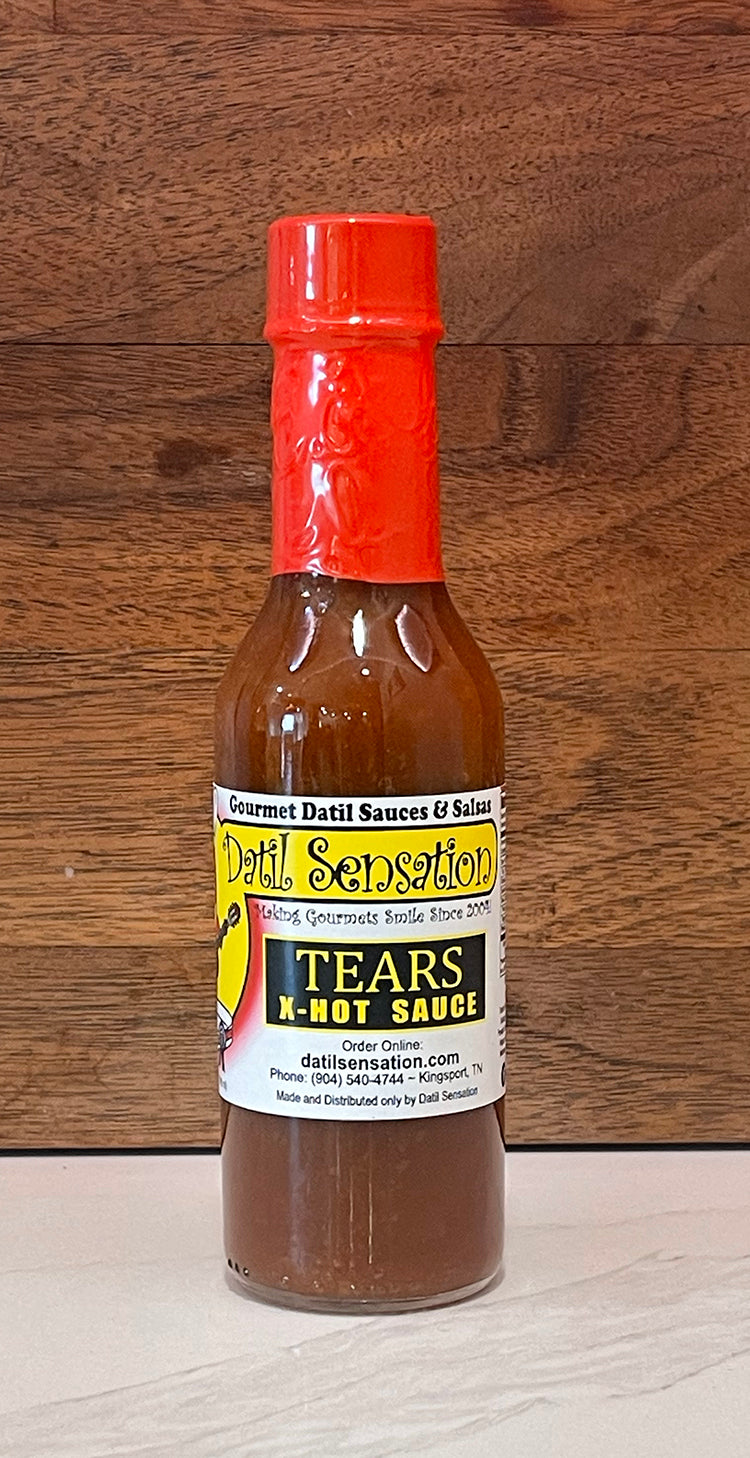 Gourmet Datil Sauces & Salsas
Datil Sensation
Making Gourmets Smile Since 2004!
TEARS
X-HOT SAUCE
Order Online:
datilsensation.com
Phone: (904) 540-4744 ~ Kingsport, TN
Made and Distributed only by Datil Sensation